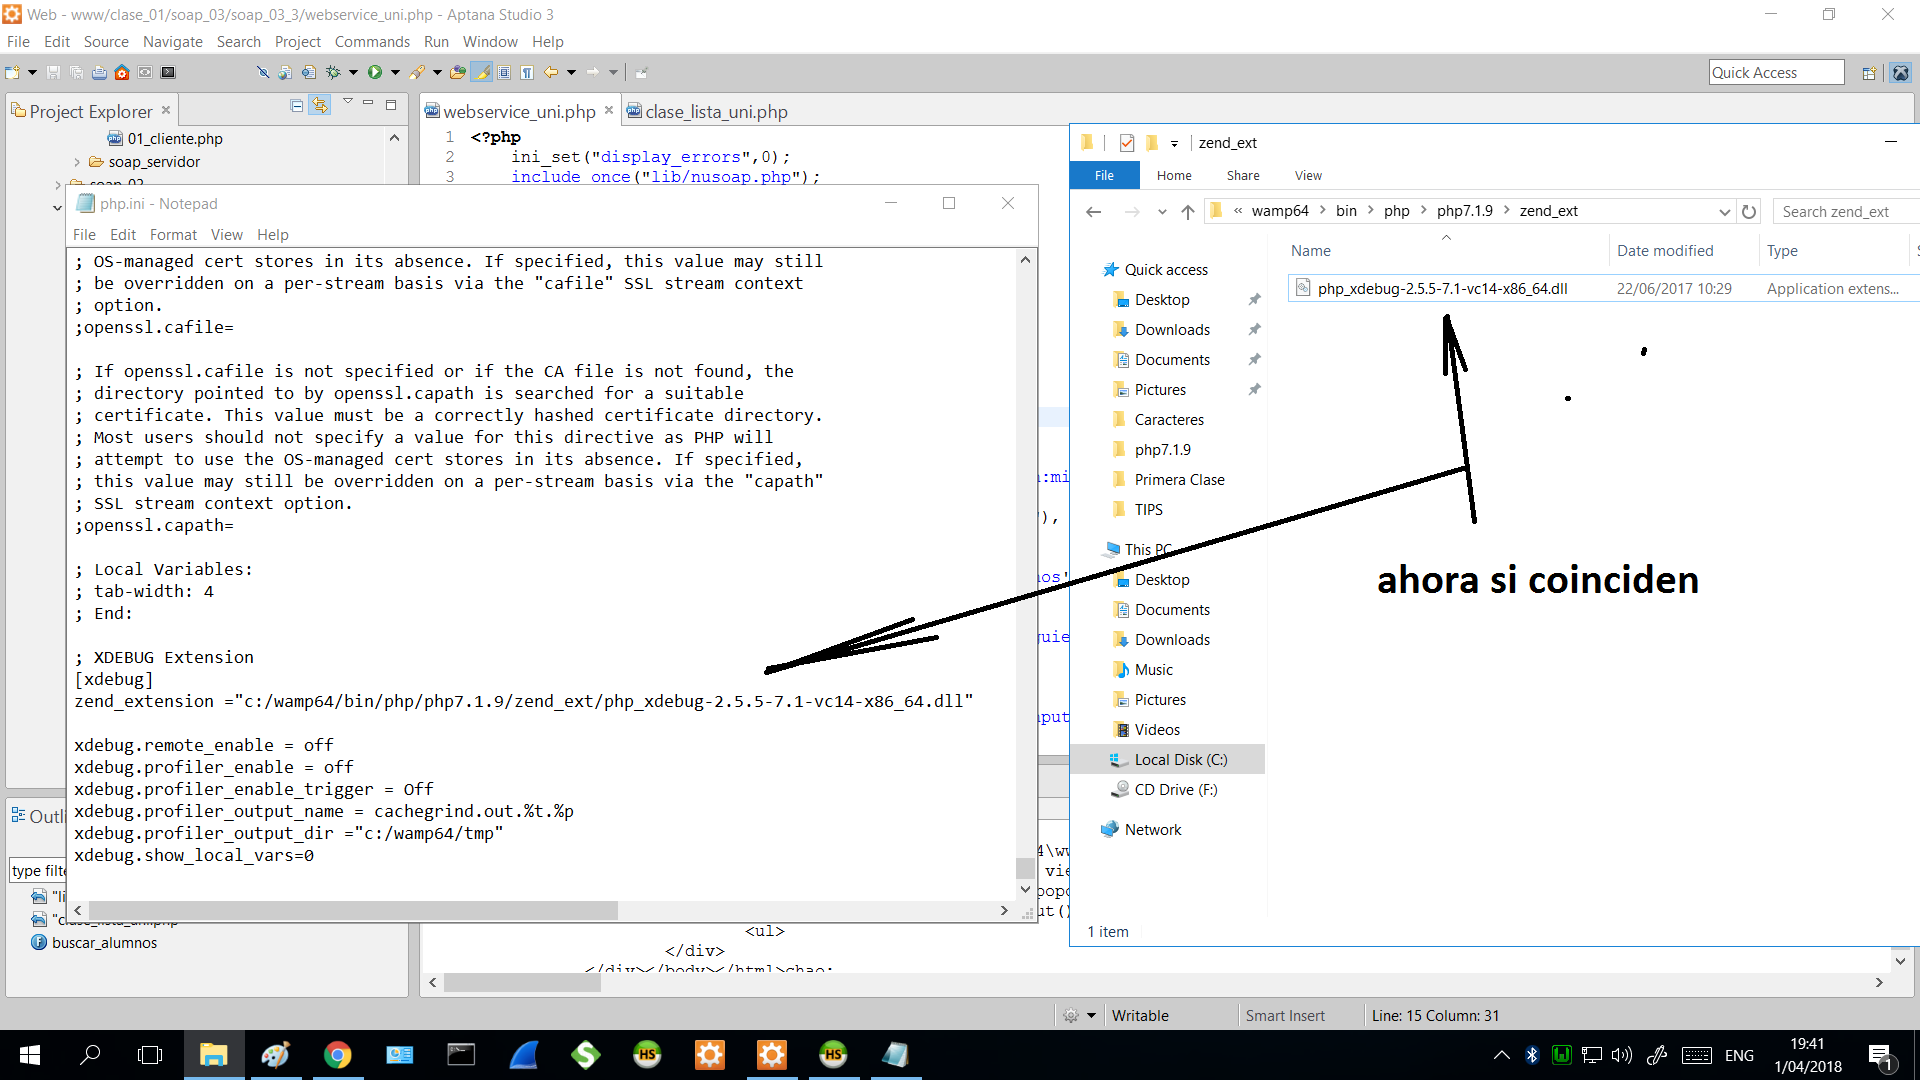 Web - www/clase_01/soap_03/soap_03_3/webservice_uni.php - Aptana Studio 3
File Edit Source Navigate Search Project Commands Run Window Help
Quick Access
Project Explorer
01_cliente.php
soap_servidor
webservice_uni.php
clase_lista_uni.php
1 <?php
2 ini_set("display_errors",0);
3 include_once("lib/nusoap.php");
php.ini - Notepad
File Edit Format View Help
; OS-managed cert stores in its absence. If specified, this value may still
; be overridden on a per-stream basis via the "cafile" SSL stream context
; option.
;openssl.cafile=
; If openssl.cafile is not specified or if the CA file is not found, the
; directory pointed to by openssl.capath is searched for a suitable
; certificate. This value must be a correctly hashed certificate directory.
; Most users should not specify a value for this directive as PHP will
; attempt to use the OS-managed cert stores in its absence. If specified,
; this value may still be overridden on a per-stream basis via the "capath"
; SSL stream context option.
;openssl.capath=
; Local Variables:
; tab-width: 4
; End:
; XDEBUG Extension
[xdebug]
zend_extension ="c:/wamp64/bin/php/php7.1.9/zend_ext/php_xdebug-2.5.5-7.1-vc14-x86_64.dll"
xdebug.remote_enable = off
xdebug.profiler_enable = off
xdebug.profiler_enable_trigger = Off
xdebug.profiler_output_name = cachegrind.out.%t.%p
xdebug.profiler_output_dir ="c:/wamp64/tmp"
xdebug.show_local_vars=0
zend_ext
File Home Share View
« wamp64 > bin > php > php7.1.9 > zend_ext
Search zend_ext
Name Date modified Type
php_xdebug-2.5.5-7.1-vc14-x86_64.dll 22/06/2017 10:29 Application extens...
Quick access
Desktop
Downloads
Documents
Pictures
Caracteres
php7.1.9
Primera Clase
TIPS
This PC
Desktop
Documents
Downloads
Music
Pictures
Videos
Local Disk (C:)
CD Drive (F:)
Network
1 item
ahora si coinciden
:mi
'),
os'
guie
put
Outli
type filte
"li
buscar_alumnos
4\ww
vie
popo
ut()
<ul>
</div>
</div></body></html>chao;
Writable
Smart Insert
Line: 15 Column: 31
ENG
19:41
1/04/2018
1